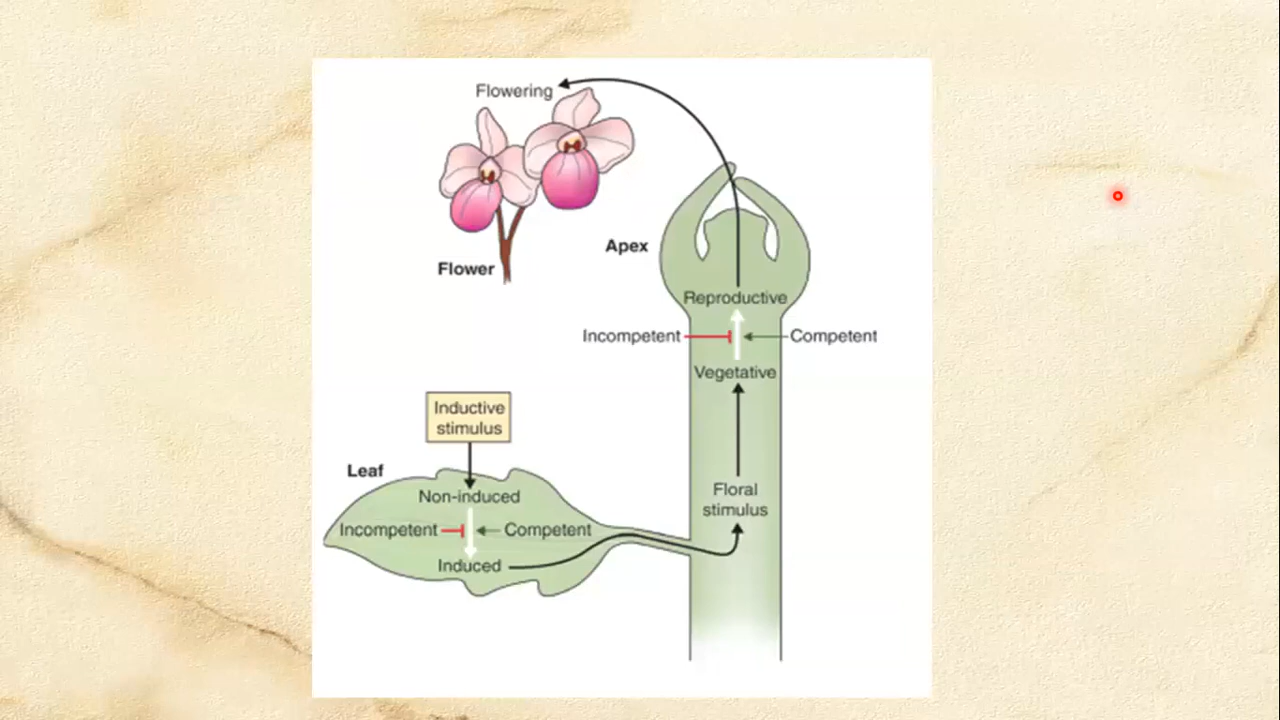 Flowering
Apex
Flower
Reproductive
Incompetent
Competent
Vegetative
Inductive
stimulus
Leaf
Non-induced
Floral
stimulus
Incompetent
Competent
Induced